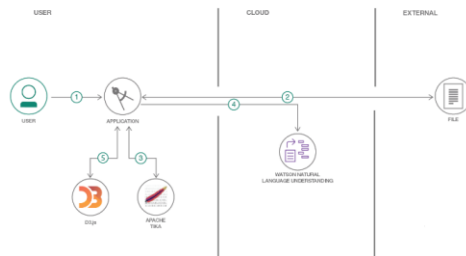 USER
CLOUD
EXTERNAL
1
2
4
USER
APPLICATION
FILE
5
3
WATSON NATURAL
LANGUAGE UNDERSTANDING
D3.js
APACHE
TIKA